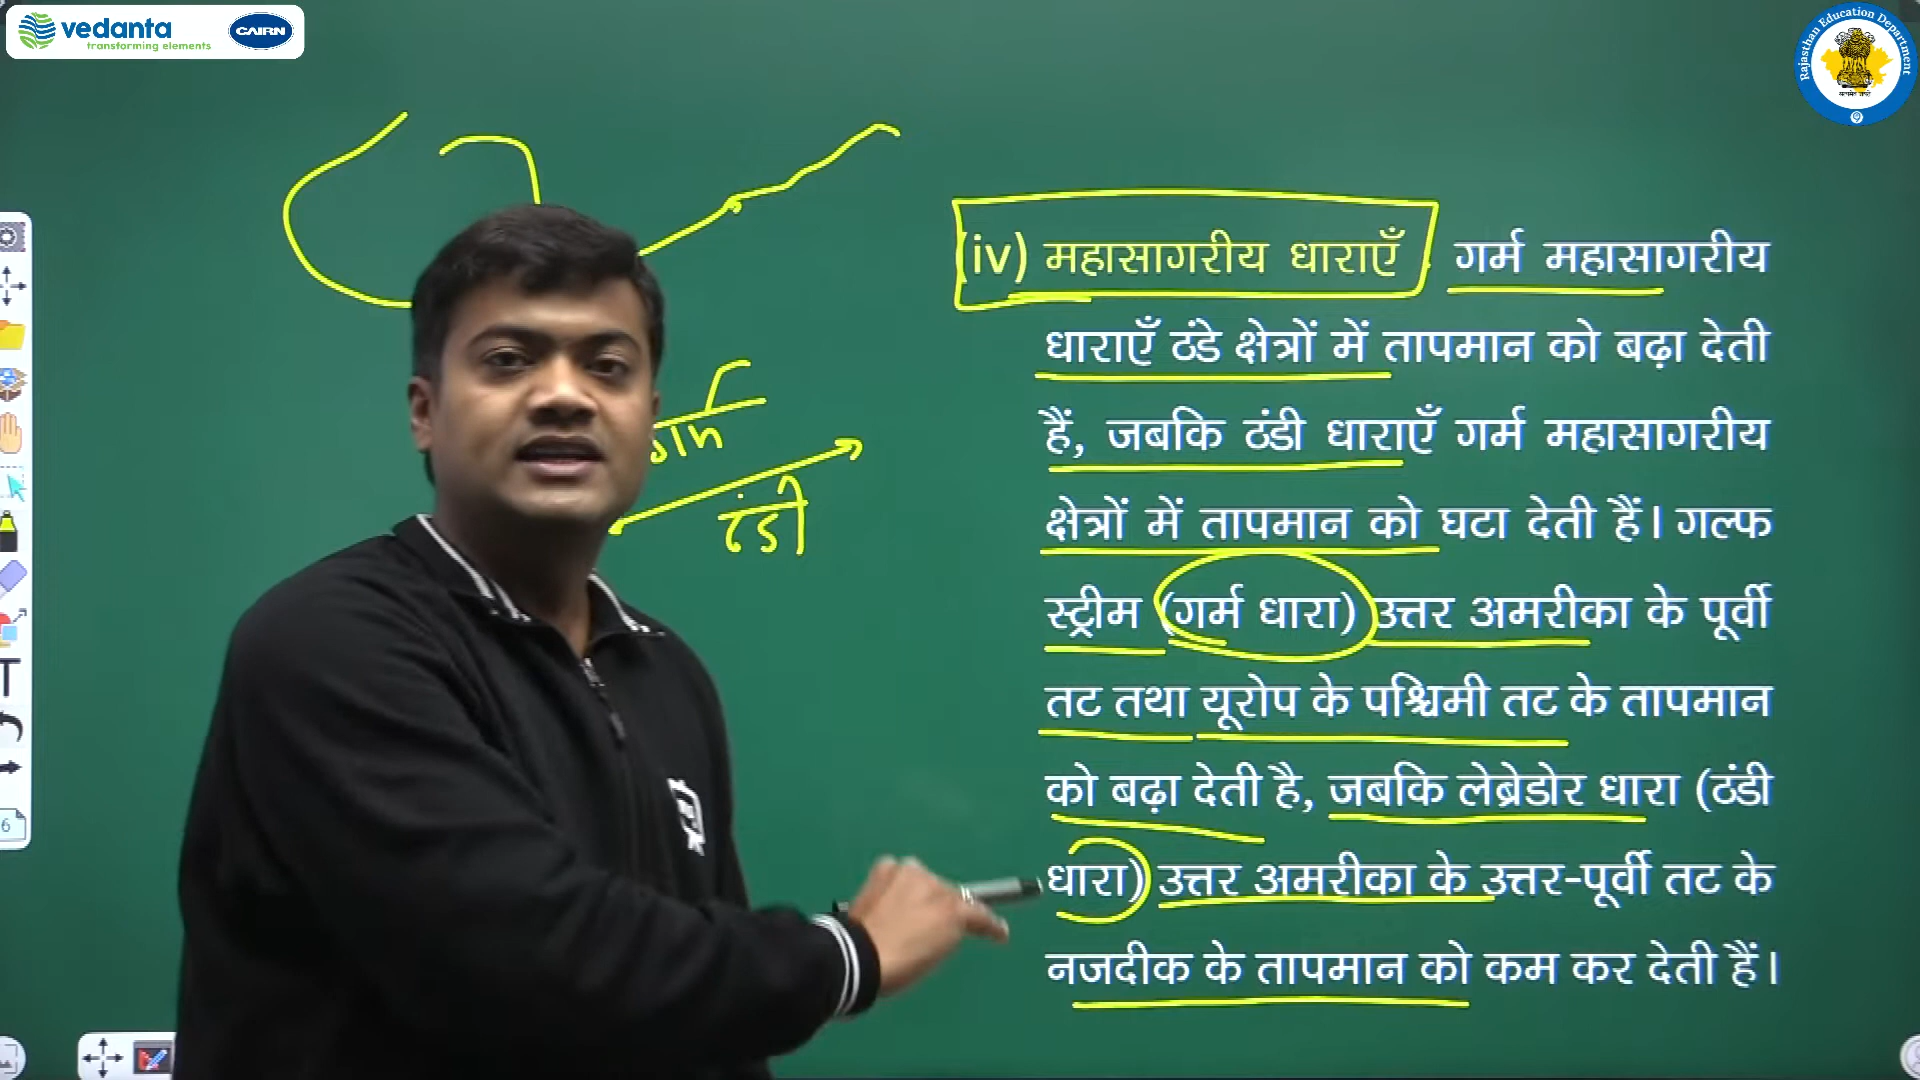 vedanta
transforming elements
CAIRN
Rajasthan Education Department
(iv) महासागरीय धाराएँ गर्म महासागरीय
धाराएँ ठंडे क्षेत्रों में तापमान को बढ़ा देती
हैं, जबकि ठंडी धाराएँ गर्म महासागरीय
क्षेत्रों में तापमान को घटा देती हैं। गल्फ
स्ट्रीम (गर्म धारा) उत्तर अमरीका के पूर्वी
तट तथा यूरोप के पश्चिमी तट के तापमान
को बढ़ा देती है, जबकि लेब्रेडोर धारा (ठंडी
धारा) उत्तर अमरीका के उत्तर-पूर्वी तट के
नजदीक के तापमान को कम कर देती हैं।
ठंडी
T
6